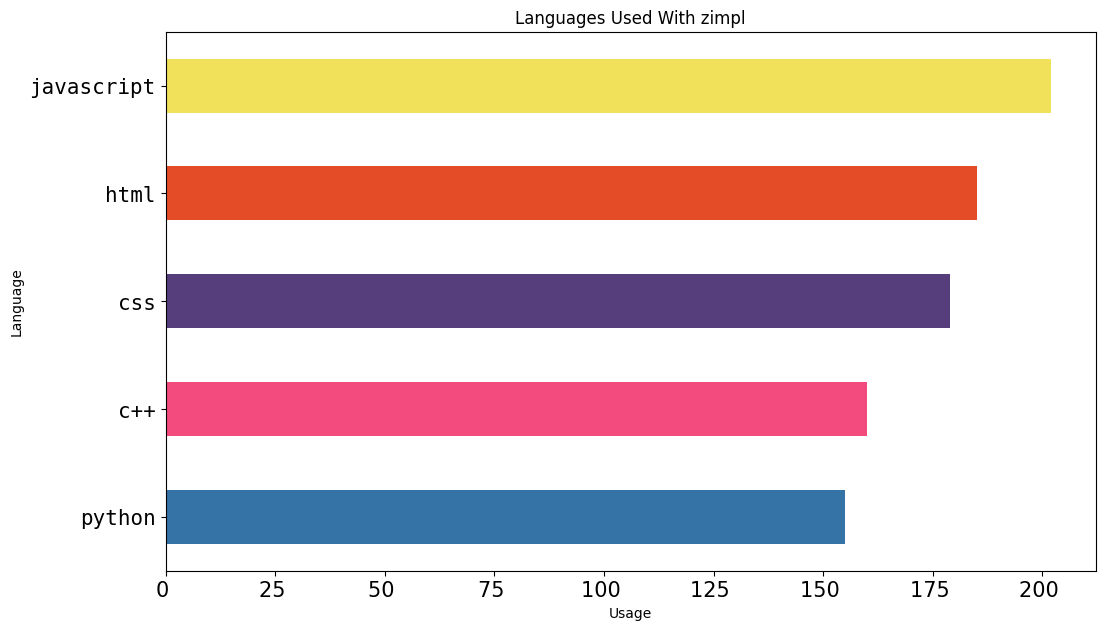 Languages Used With zimpl
javascript
html
css
c++
python
Language
0 25 50 75 100 125 150 175 200
Usage